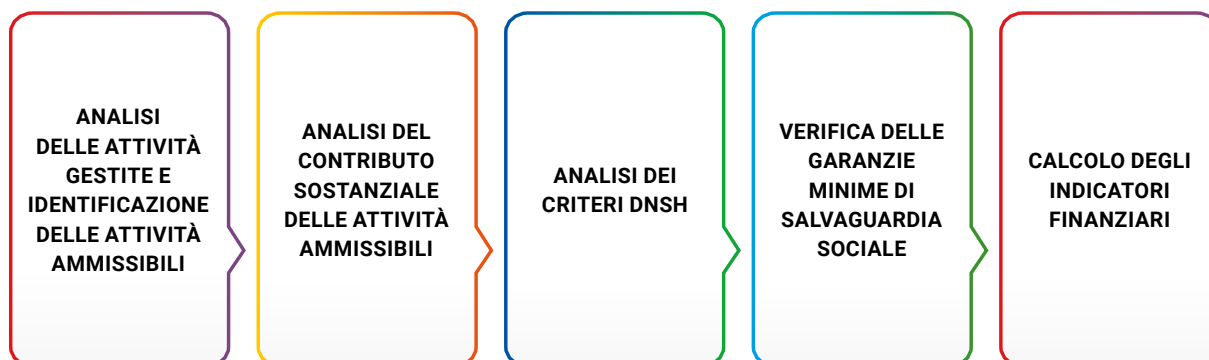 ANALISI
DELLE ATTIVITÀ
GESTITE E
IDENTIFICAZIONE
DELLE ATTIVITÀ
AMMISSIBILI
ANALISI DEL
CONTRIBUTO
SOSTANZIALE
DELLE ATTIVITÀ
AMMISSIBILI
ANALISI DEI
CRITERI DNSH
VERIFICA DELLE
GARANZIE
MINIME DI
SALVAGUARDIA
SOCIALE
CALCOLO DEGLI
INDICATORI
FINANZIARI